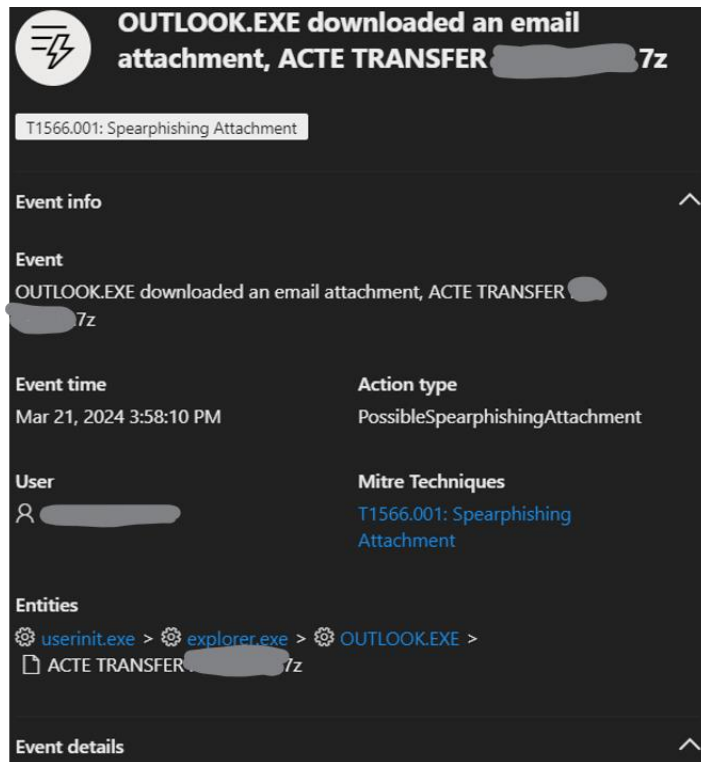 OUTLOOK.EXE downloaded an email
attachment, ACTE TRANSFER 7z
T1566.001: Spearphishing Attachment
Event info
Event
OUTLOOK.EXE downloaded an email attachment, ACTE TRANSFER
.7z
Event time
Action type
Mar 21, 2024 3:58:10 PM
PossibleSpearphishingAttachment
User
Mitre Techniques
T1566.001: Spearphishing
Attachment
Entities
userinit.exe > explorer.exe > OUTLOOK.EXE >
ACTE TRANSFER 7z
Event details